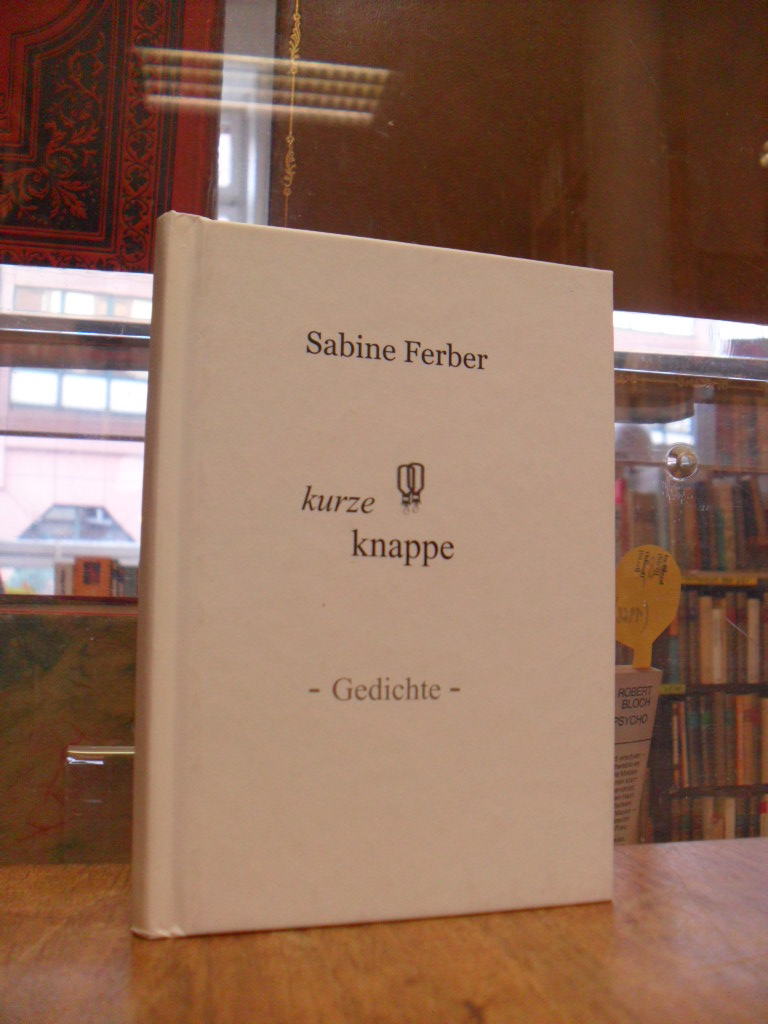 Sabine Ferber
kurze
knappe
- Gedichte -
ROBERT
BLOCH
PSYCHO